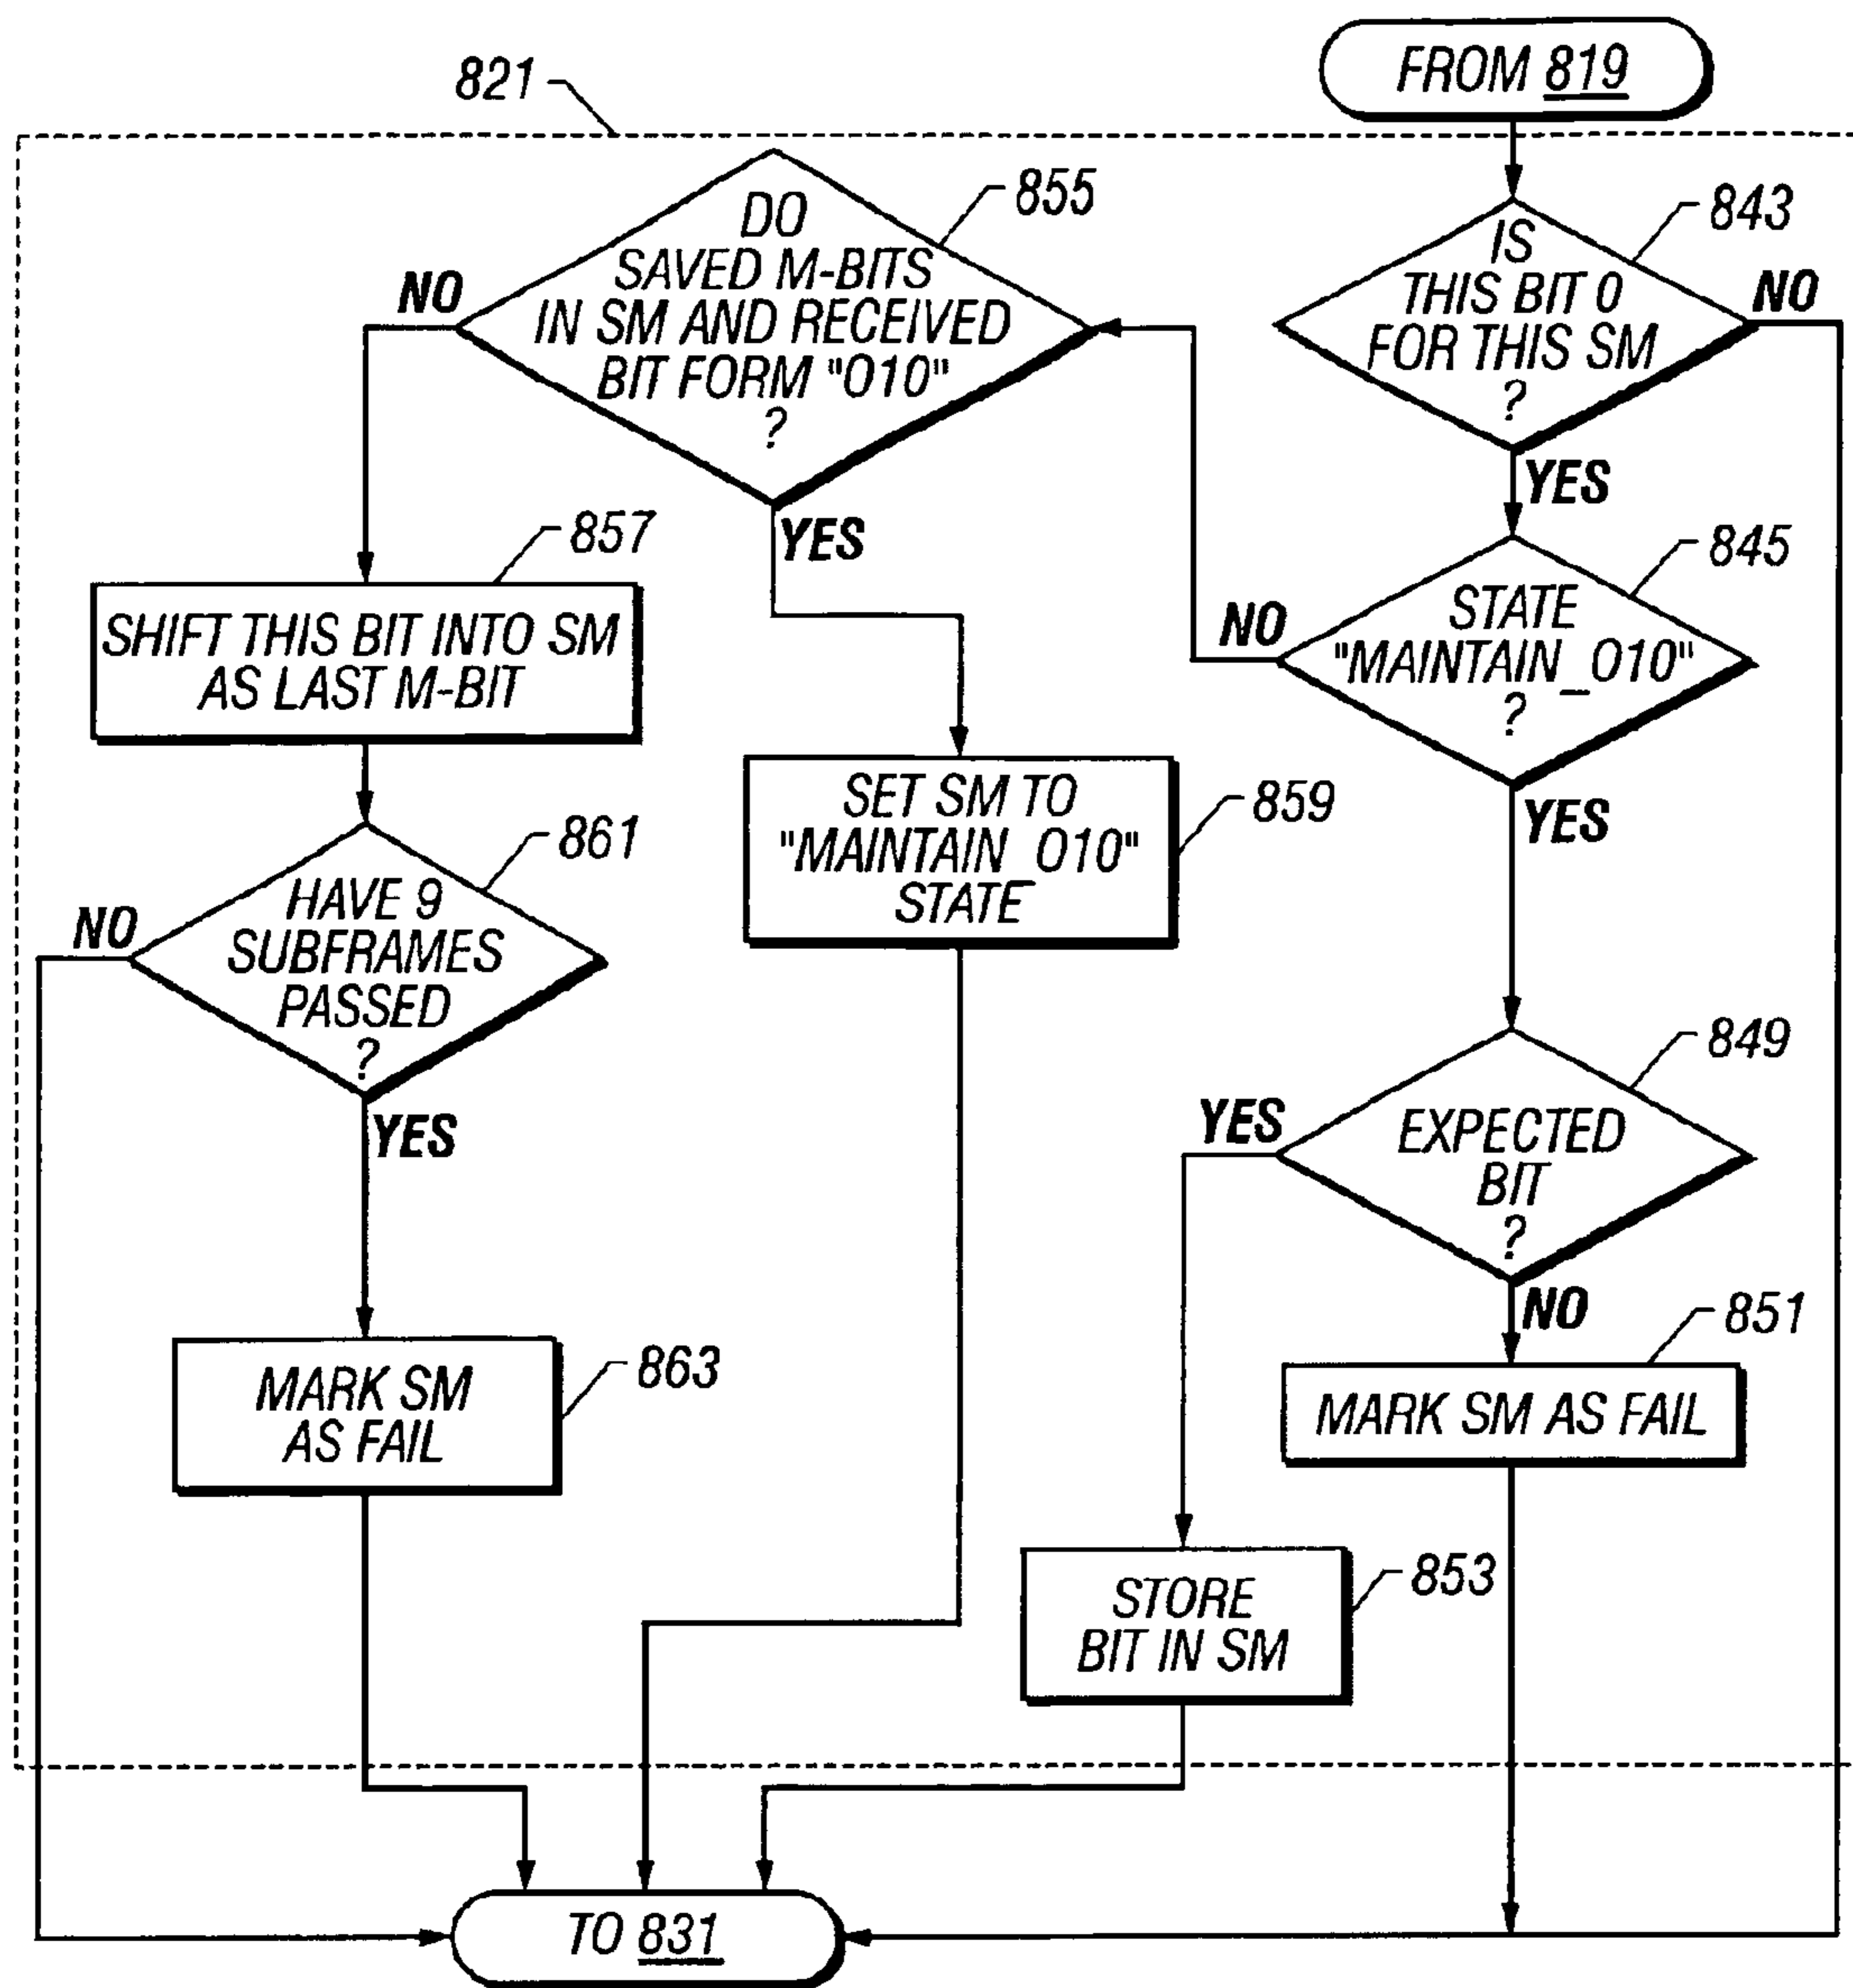 FROM 819
821
855
DO
SAVED M-BITS
IN SM AND RECEIVED
BIT FORM "010"
?
NO
YES
843
IS
THIS BIT 0
FOR THIS SM
?
NO
YES
857
SHIFT THIS BIT INTO SM
AS LAST M-BIT
845
STATE
"MAINTAIN_010"
?
NO
YES
859
SET SM TO
"MAINTAIN_010"
STATE
861
HAVE 9
SUBFRAMES
PASSED
?
NO
YES
849
EXPECTED
BIT
?
YES
NO
863
MARK SM
AS FAIL
851
MARK SM AS FAIL
853
STORE
BIT IN SM
TO 831